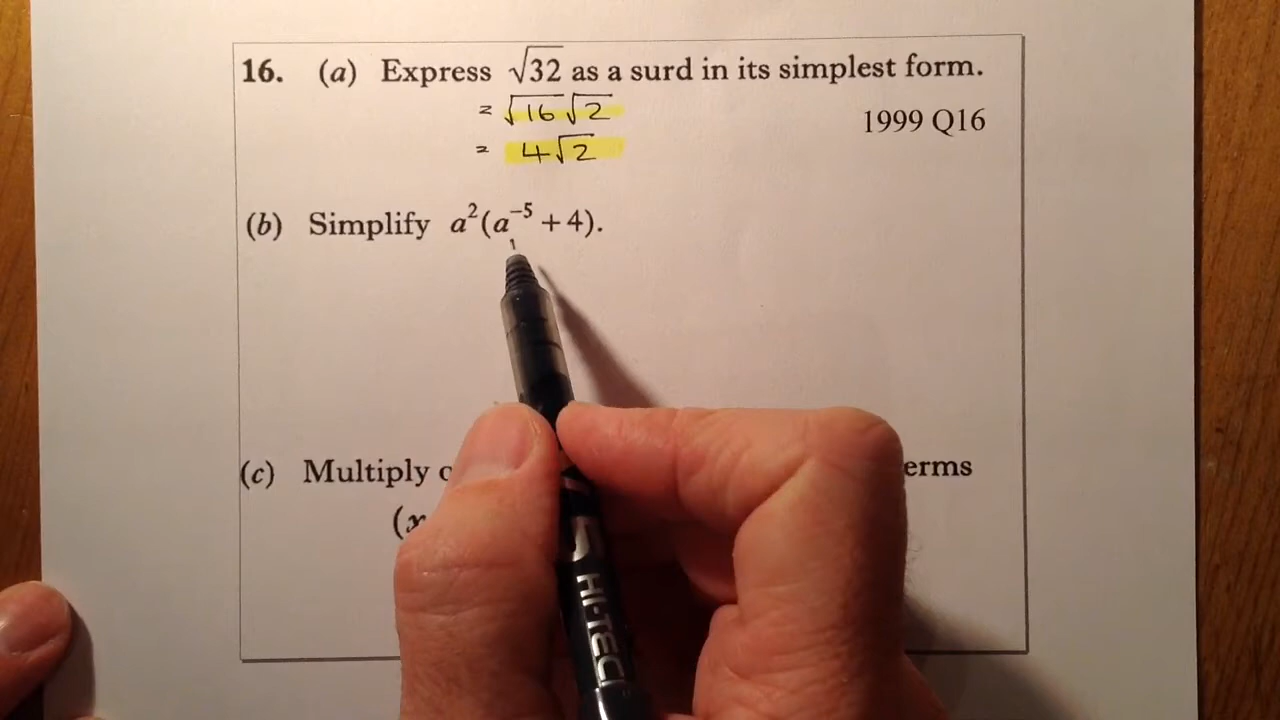 16. (a) Express √32 as a surd in its simplest form.
= √16 √2
1999 Q16
= 4√2
(b) Simplify a²(a⁻⁵ + 4).
(c) Multiply
(x
HI-TEC